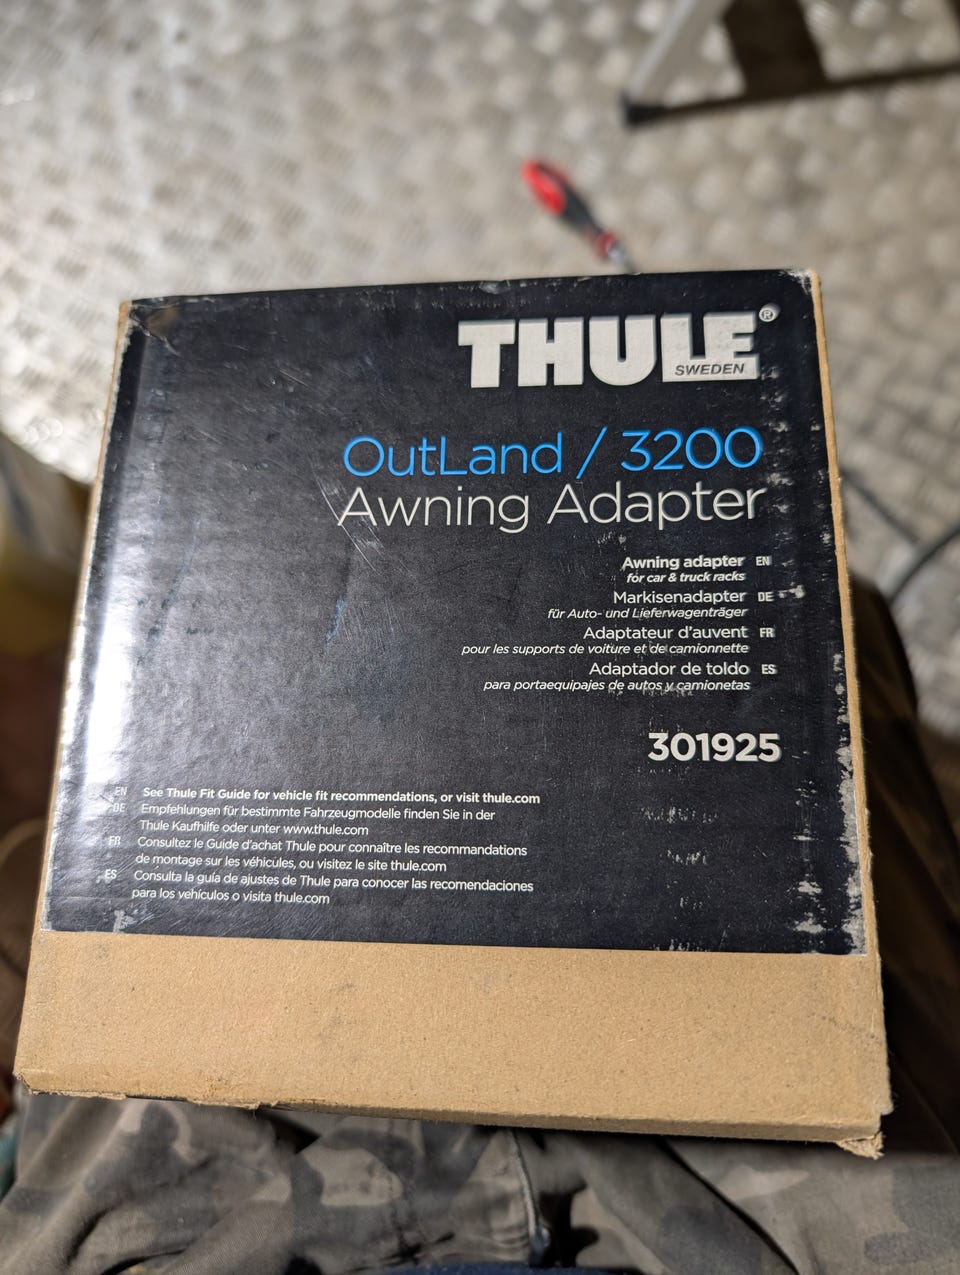 THULE®
SWEDEN
OutLand / 3200
Awning Adapter
Awning adapter EN
for car & truck racks
Markisenadapter DE
für Auto- und Lieferwagenträger
Adaptateur d'auvent FR
pour les supports de voiture et de camionnette
Adaptador de toldo ES
para portaequipajes de autos y camionetas
301925
EN See Thule Fit Guide for vehicle fit recommendations, or visit thule.com
DE Empfehlungen für bestimmte Fahrzeugmodelle finden Sie in der
Thule Kaufhilfe oder unter www.thule.com
FR Consultez le Guide d'achat Thule pour connaître les recommandations
de montage sur les véhicules, ou visitez le site thule.com
ES Consulta la guía de ajustes de Thule para conocer las recomendaciones
para los vehículos o visita thule.com